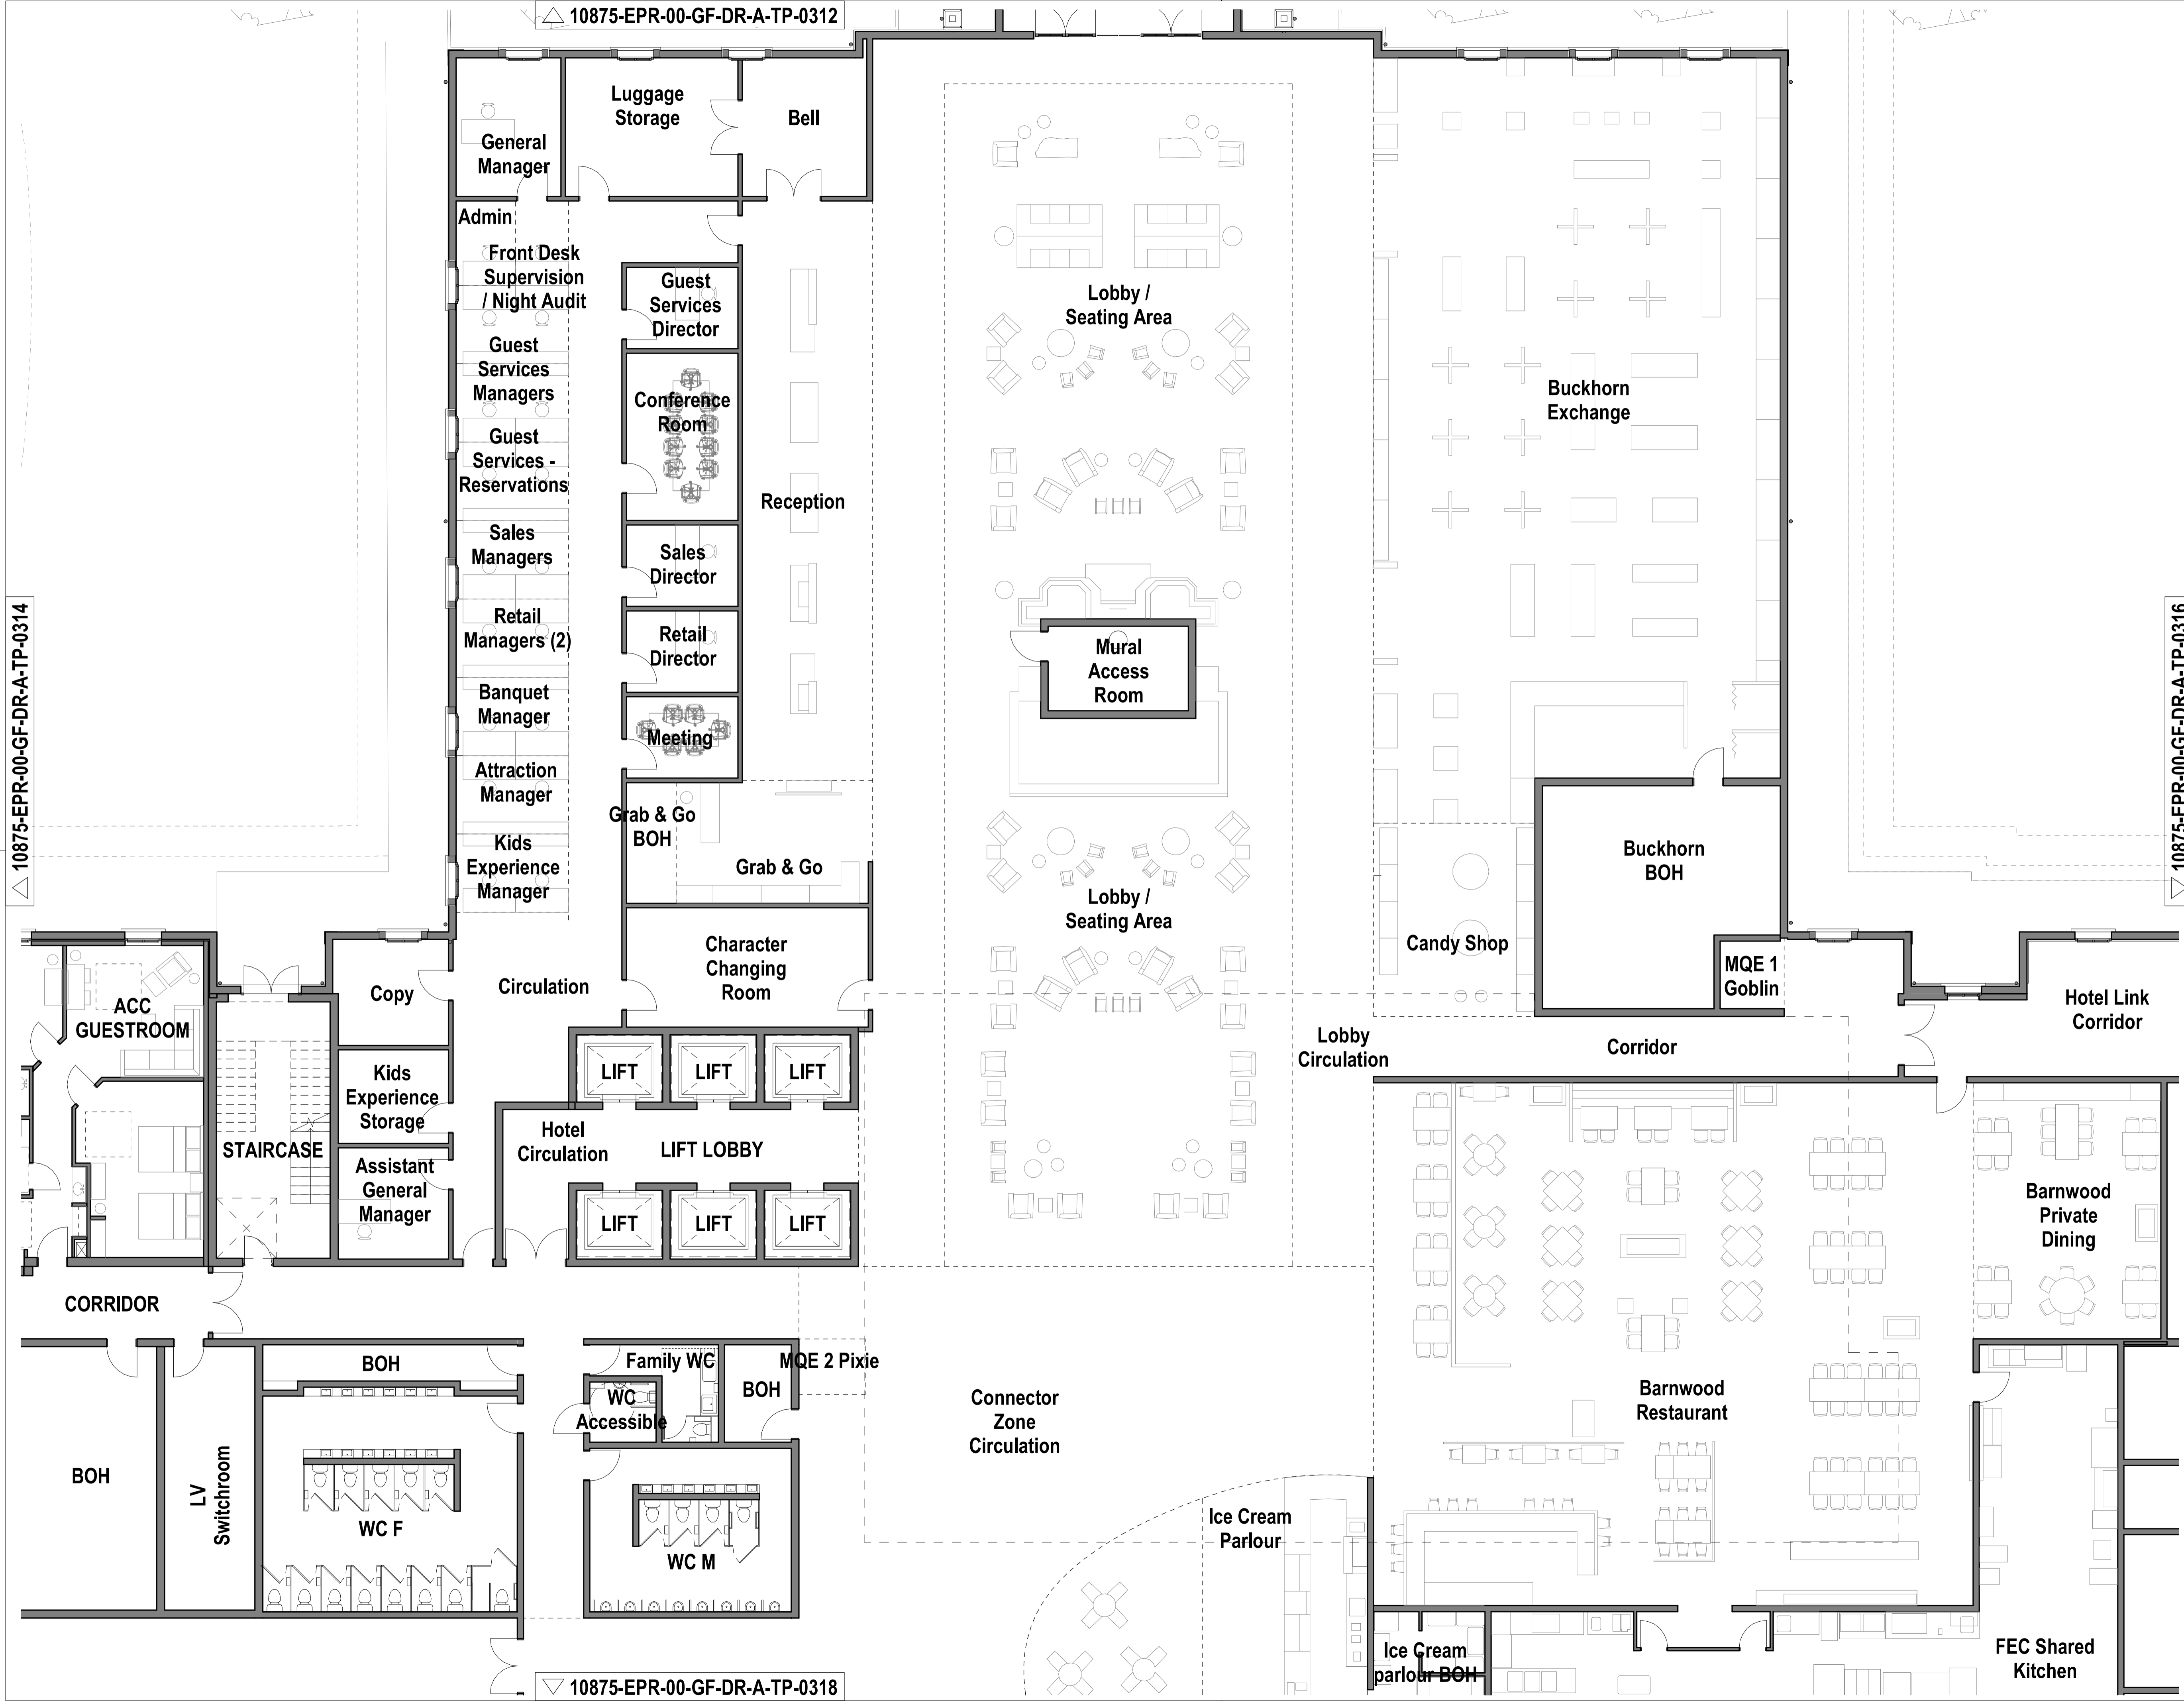 10875-EPR-00-GF-DR-A-TP-0312
Luggage
Storage
Bell
General
Manager
Admin
Front Desk
Supervision
/ Night Audit
Guest
Services
Director
Lobby /
Seating Area
Guest
Services
Managers
Conference
Room
Buckhorn
Exchange
Guest
Services -
Reservations
Reception
Sales
Managers
Sales
Director
10875-EPR-00-GF-DR-A-TP-0314
10875-EPR-00-GF-DR-A-TP-0316
Retail
Managers (2)
Retail
Director
Mural
Access
Room
Banquet
Manager
Meeting
Attraction
Manager
Grab & Go
BOH
Kids
Experience
Manager
Grab & Go
Buckhorn
BOH
Lobby /
Seating Area
Character
Changing
Room
Candy Shop
MQE 1
Goblin
Copy
Circulation
ACC
GUESTROOM
Hotel Link
Corridor
Lobby
Circulation
Corridor
LIFT
LIFT
LIFT
Kids
Experience
Storage
STAIRCASE
Hotel
Circulation
LIFT LOBBY
Assistant
General
Manager
Barnwood
Private
Dining
LIFT
LIFT
LIFT
CORRIDOR
BOH
Family WC
MQE 2 Pixie
WC
Accessible
BOH
Connector
Zone
Circulation
Barnwood
Restaurant
BOH
LV
Switchroom
WC F
WC M
Ice Cream
Parlour
Ice Cream
parlour BOH
FEC Shared
Kitchen
10875-EPR-00-GF-DR-A-TP-0318